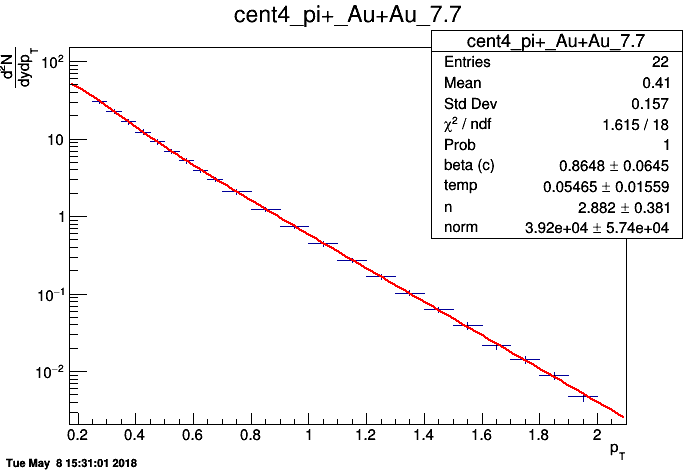 cent4_pi+_Au+Au_7.7
d²N
dydp_T
cent4_pi+_Au+Au_7.7
Entries 22
Mean 0.41
Std Dev 0.157
χ² / ndf 1.615 / 18
Prob 1
beta (c) 0.8648 ± 0.0645
temp 0.05465 ± 0.01559
n 2.882 ± 0.381
norm 3.92e+04 ± 5.74e+04
10²
10
1
10⁻¹
10⁻²
0.2 0.4 0.6 0.8 1 1.2 1.4 1.6 1.8 2
p_T
Tue May 8 15:31:01 2018